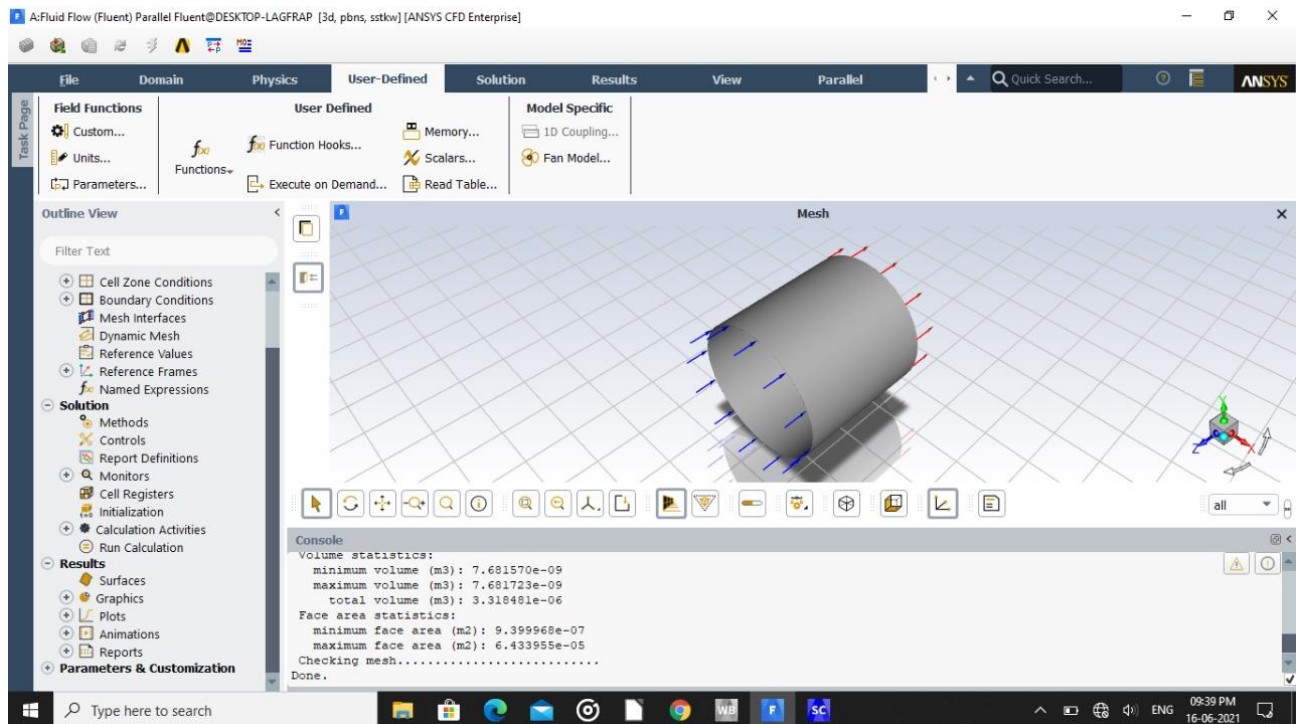 A:Fluid Flow (Fluent) Parallel Fluent@DESKTOP-LAGFRAP [3d, pbns, sstkw] [ANSYS CFD Enterprise]
File Domain Physics User-Defined Solution Results View Parallel Quick Search... ANSYS
Task Page
Field Functions User Defined Model Specific
Custom... Memory... 1D Coupling...
Function Hooks...
Units... Functions Scalars... Fan Model...
Parameters... Execute on Demand... Read Table...
Outline View
Filter Text
Cell Zone Conditions
Boundary Conditions
Mesh Interfaces
Dynamic Mesh
Reference Values
Reference Frames
Named Expressions
Solution
Methods
Controls
Report Definitions
Monitors
Cell Registers
Initialization
Calculation Activities
Run Calculation
Results
Surfaces
Graphics
Plots
Animations
Reports
Parameters & Customization
Mesh
Y
Z X
all
Console
Volume statistics:
minimum volume (m3): 7.681570e-09
maximum volume (m3): 7.681723e-09
total volume (m3): 3.318481e-06
Face area statistics:
minimum face area (m2): 9.399968e-07
maximum face area (m2): 6.433955e-05
Checking mesh...........................
Done.
Type here to search
WB F SC
ENG
09:39 PM
16-06-2021